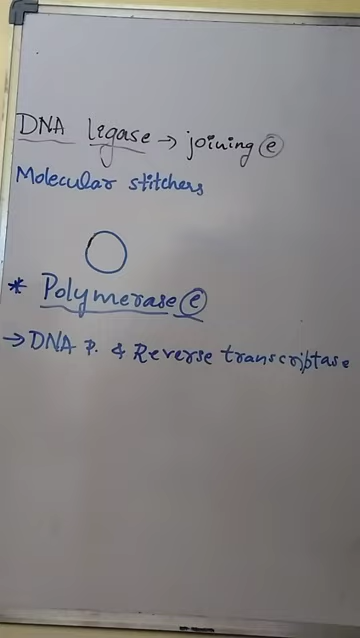 DNA ligase → joining e
Molecular stitchers
* Polymerase e
→ DNA P. & Reverse transcriptase